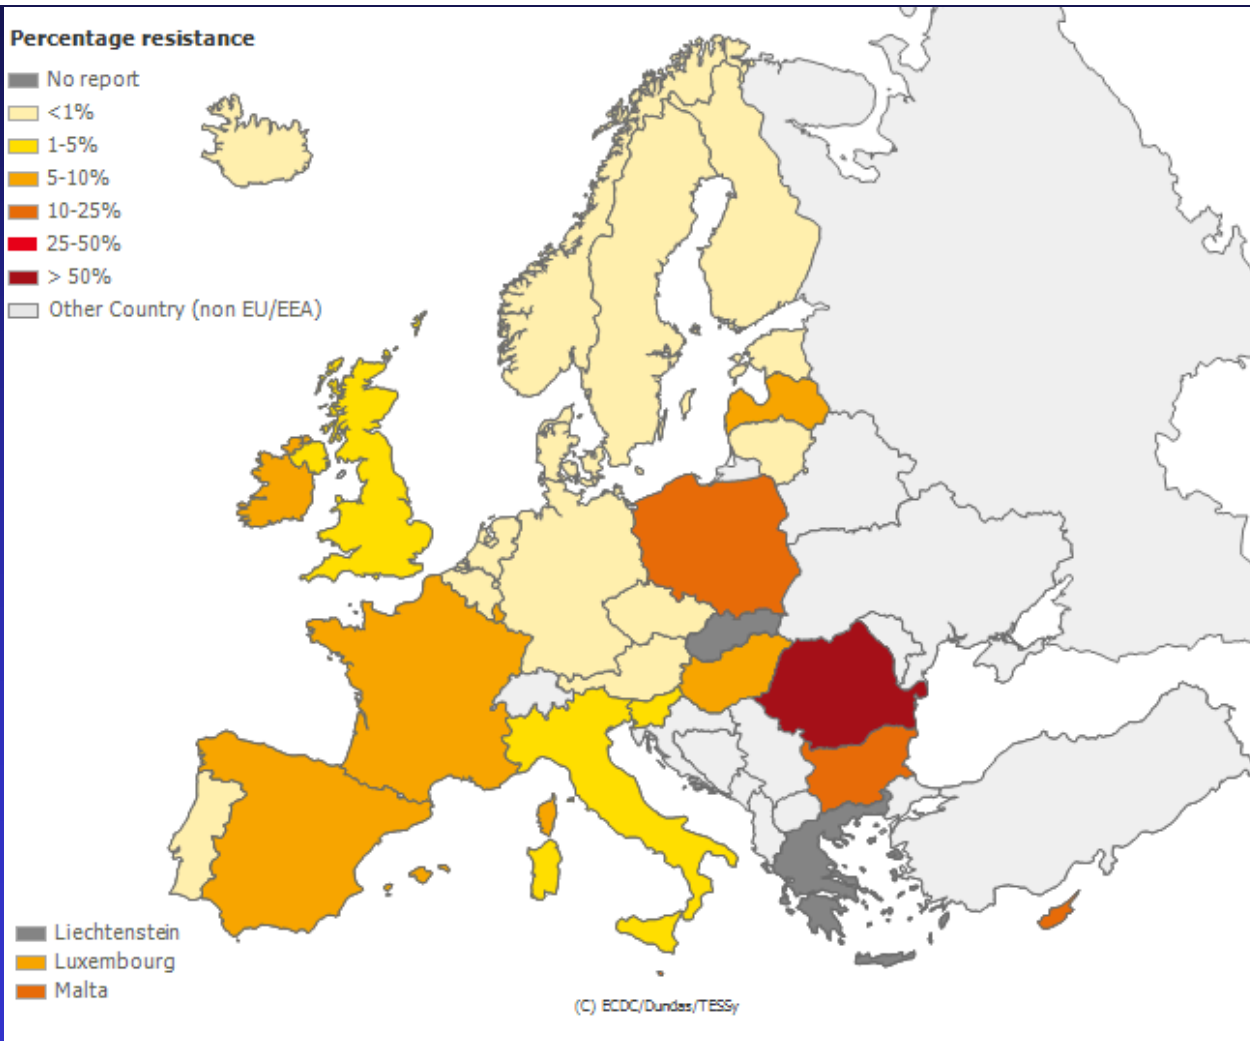 Percentage resistance
No report
<1%
1-5%
5-10%
10-25%
25-50%
> 50%
Other Country (non EU/EEA)
Liechtenstein
Luxembourg
Malta
(C) ECDC/Dundas/TESSy